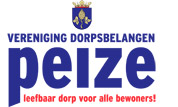 VERENIGING DORPSBELANGEN
peize
leefbaar dorp voor alle bewoners!